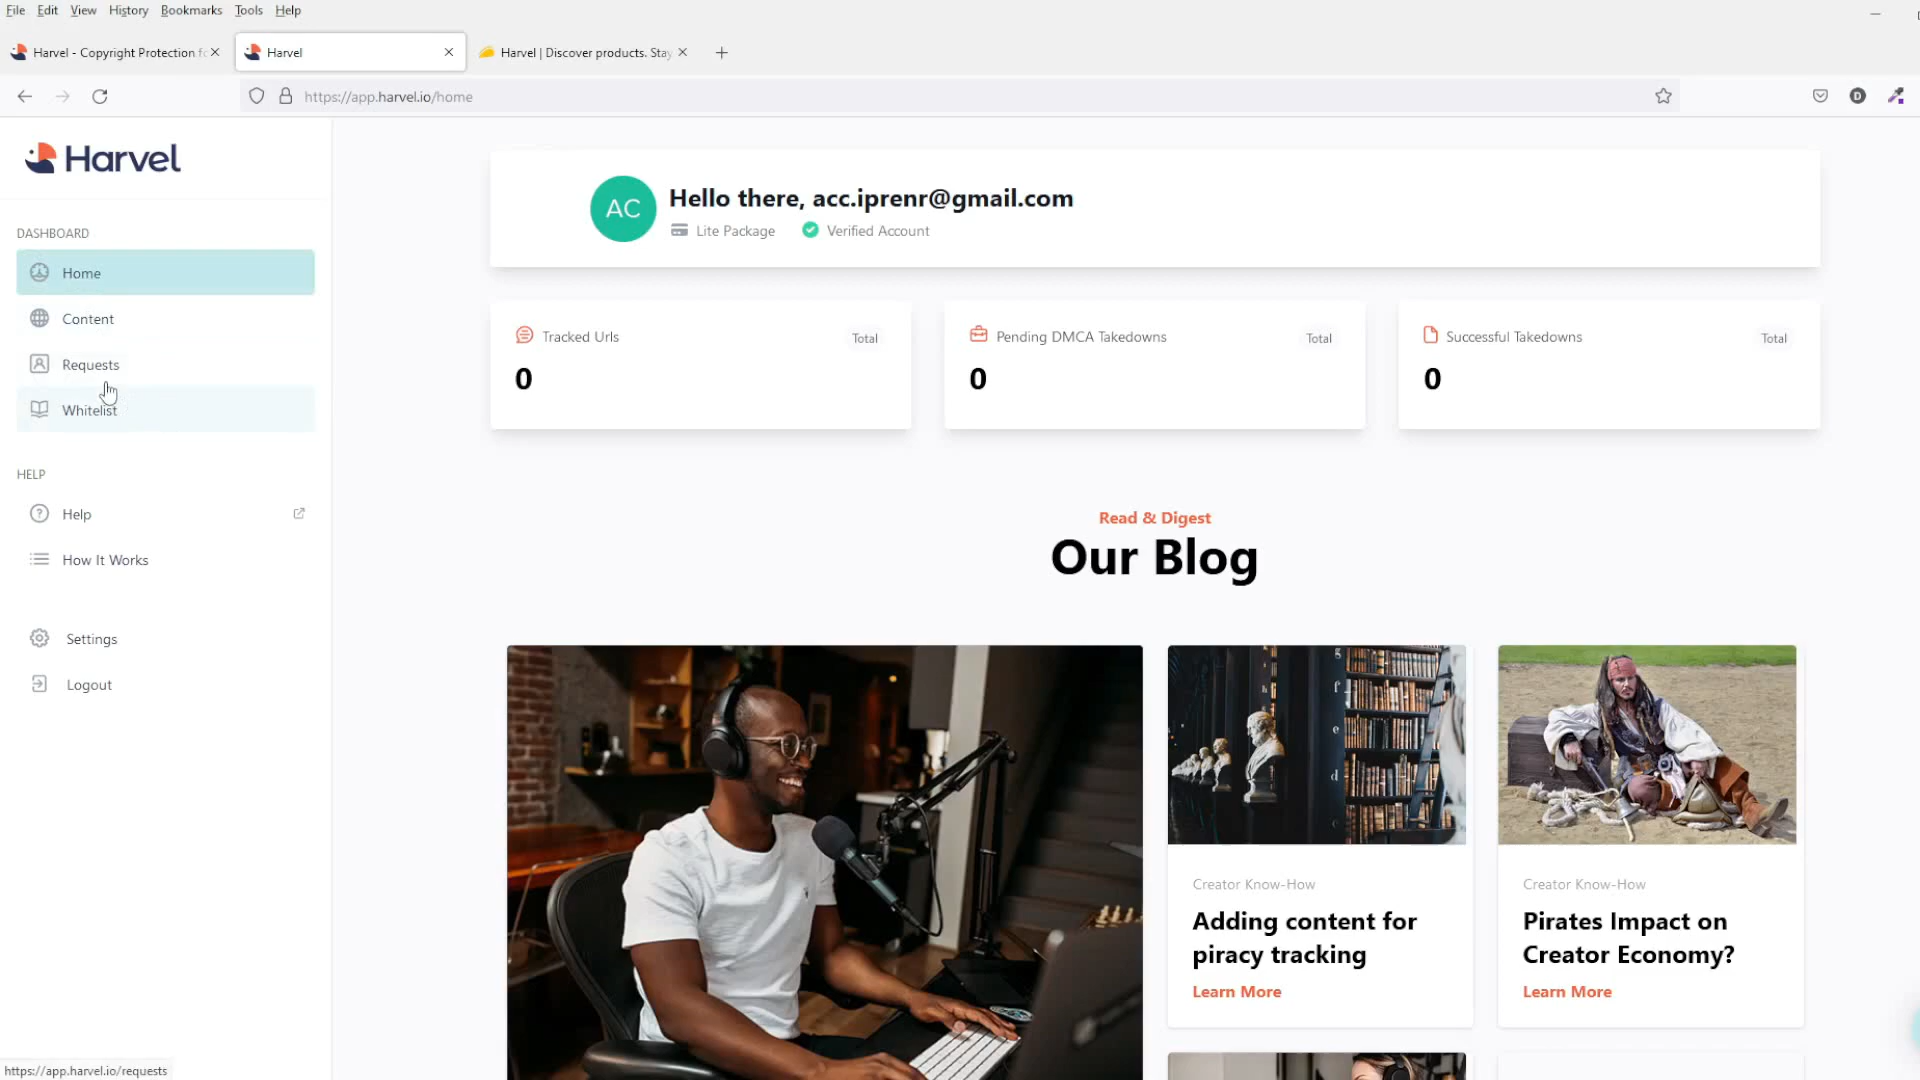 File Edit View History Bookmarks Tools Help
Harvel - Copyright Protection fo
Harvel
Harvel | Discover products. Stay
https://app.harvel.io/home
Harvel
DASHBOARD
Home
Content
Requests
Whitelist
HELP
Help
How It Works
Settings
Logout
AC
Hello there, acc.iprenr@gmail.com
Lite Package
Verified Account
Tracked Urls
Total
0
Pending DMCA Takedowns
Total
0
Successful Takedowns
Total
0
Read & Digest
Our Blog
Creator Know-How
Adding content for
piracy tracking
Learn More
Creator Know-How
Pirates Impact on
Creator Economy?
Learn More
https://app.harvel.io/requests